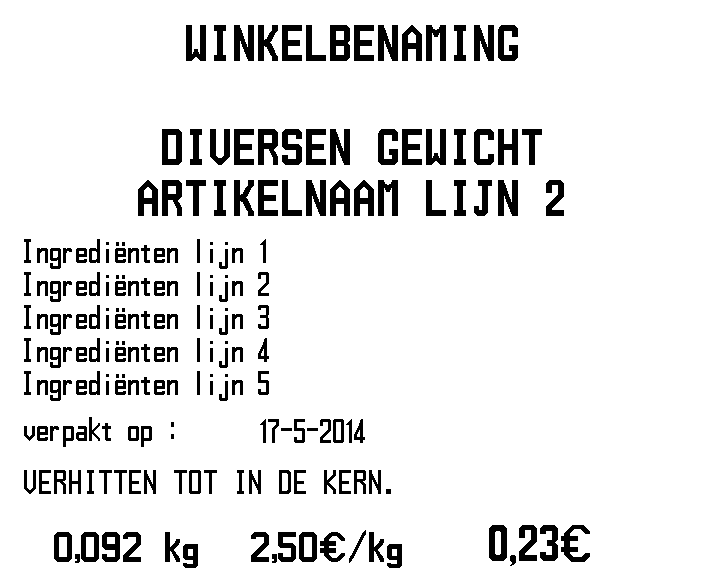 WINKELBENAMING
DIVERSEN GEWICHT
ARTIKELNAAM LIJN 2
Ingrediënten lijn 1
Ingrediënten lijn 2
Ingrediënten lijn 3
Ingrediënten lijn 4
Ingrediënten lijn 5
verpakt op : 17-5-2014
VERHITTEN TOT IN DE KERN.
0,092 kg 2,50€/kg 0,23€